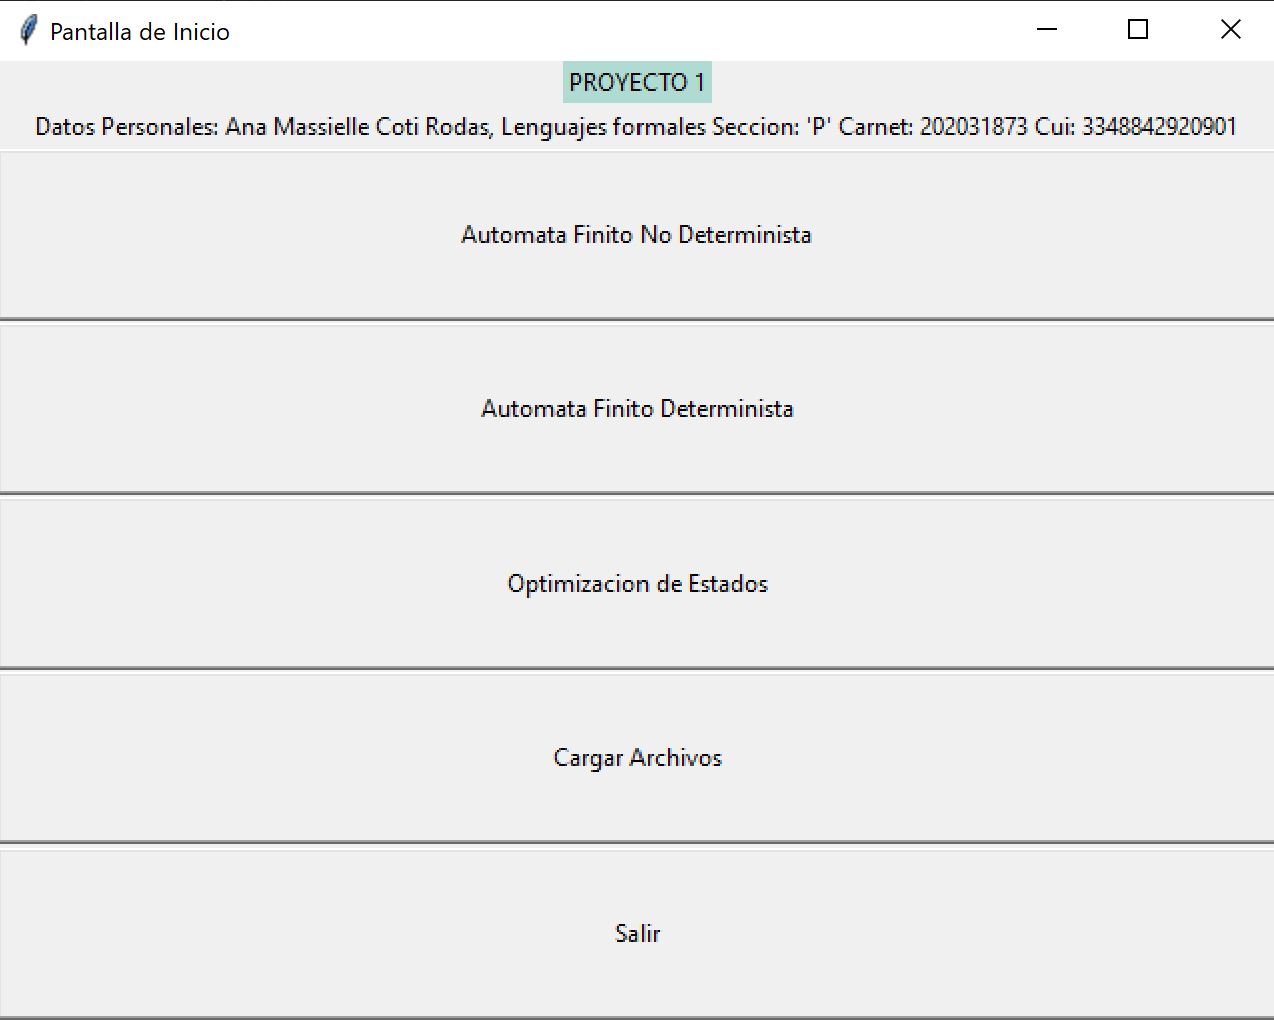 Pantalla de Inicio
PROYECTO 1
Datos Personales: Ana Massielle Coti Rodas, Lenguajes formales Seccion: 'P' Carnet: 202031873 Cui: 3348842920901
Automata Finito No Determinista
Automata Finito Determinista
Optimizacion de Estados
Cargar Archivos
Salir